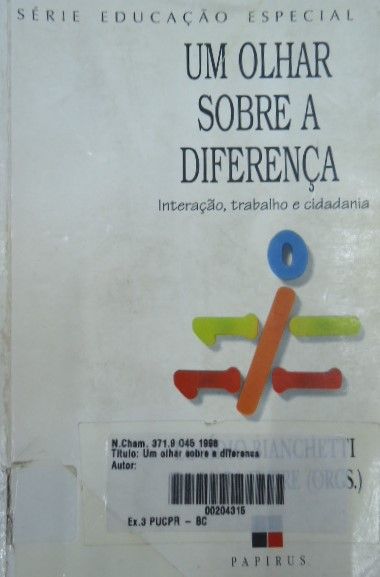 SÉRIE EDUCAÇÃO ESPECIAL
UM OLHAR
SOBRE A
DIFERENÇA
Interação, trabalho e cidadania
BIANCHETTI
(ORGS.)
N.Cham. 371.9 O45 1998
Título: Um olhar sobre a diferença
Autor:
00204315
Ex.3 PUCPR - BC
PAPIRUS